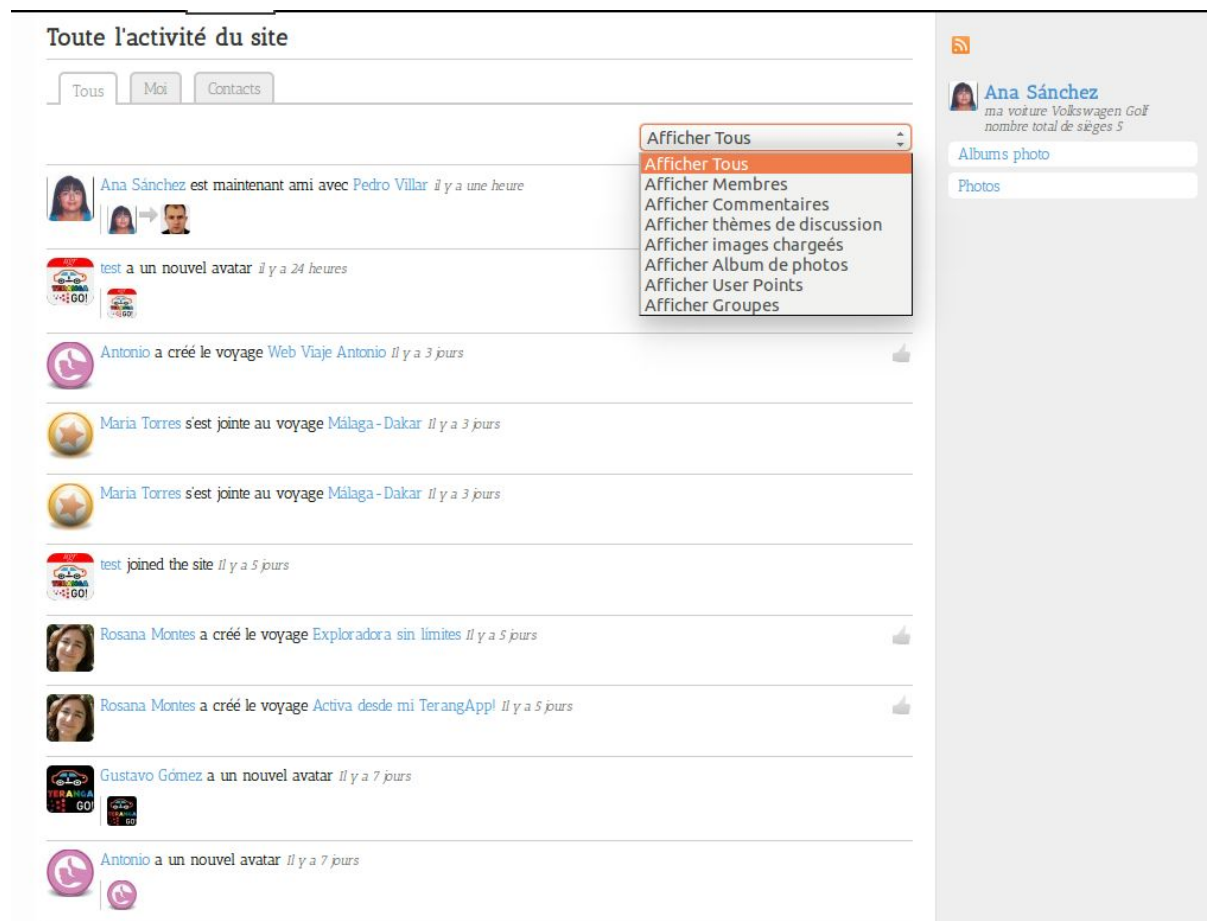 Toute l'activité du site
Tous
Moi
Contacts
Afficher Tous
Afficher Tous
Afficher Membres
Afficher Commentaires
Afficher thèmes de discussion
Afficher images chargeés
Afficher Album de photos
Afficher User Points
Afficher Groupes
Ana Sánchez est maintenant ami avec Pedro Villar il y a une heure
test a un nouvel avatar il y a 24 heures
TERANGA
GO!
Antonio a créé le voyage Web Viaje Antonio Il y a 3 jours
Maria Torres s'est jointe au voyage Málaga-Dakar Il y a 3 jours
Maria Torres s'est jointe au voyage Málaga-Dakar Il y a 3 jours
test joined the site Il y a 5 jours
TERANGA
GO!
Rosana Montes a créé le voyage Exploradora sin límites Il y a 5 jours
Rosana Montes a créé le voyage Activa desde mi TerangApp! Il y a 5 jours
Gustavo Gómez a un nouvel avatar Il y a 7 jours
TERANGA
GO!
Antonio a un nouvel avatar Il y a 7 jours
Ana Sánchez
ma voiture Volkswagen Golf
nombre total de sièges 5
Albums photo
Photos